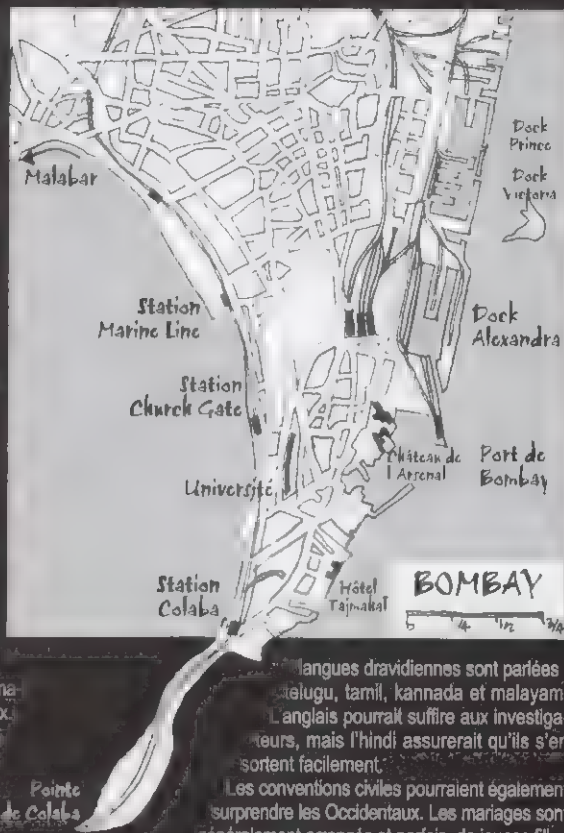 Malabar
Dock
Prince
Dock
Victoria
Station
Marine Line
Dock
Alexandra
Station
Church Gate
Château de
l'Arsenal
Port de
Bombay
Université
Station
Colaba
Hôtel
Tajmahal
BOMBAY
0 1/4 1/2 3/4
Pointe
de Colaba
langues dravidiennes sont parlées
telugu, tamil, kannada et malayam
L'anglais pourrait suffire aux investiga-
teurs, mais l'hindi assurerait qu'ils s'en
sortent facilement.
Les conventions civiles pourraient également
surprendre les Occidentaux. Les mariages sont